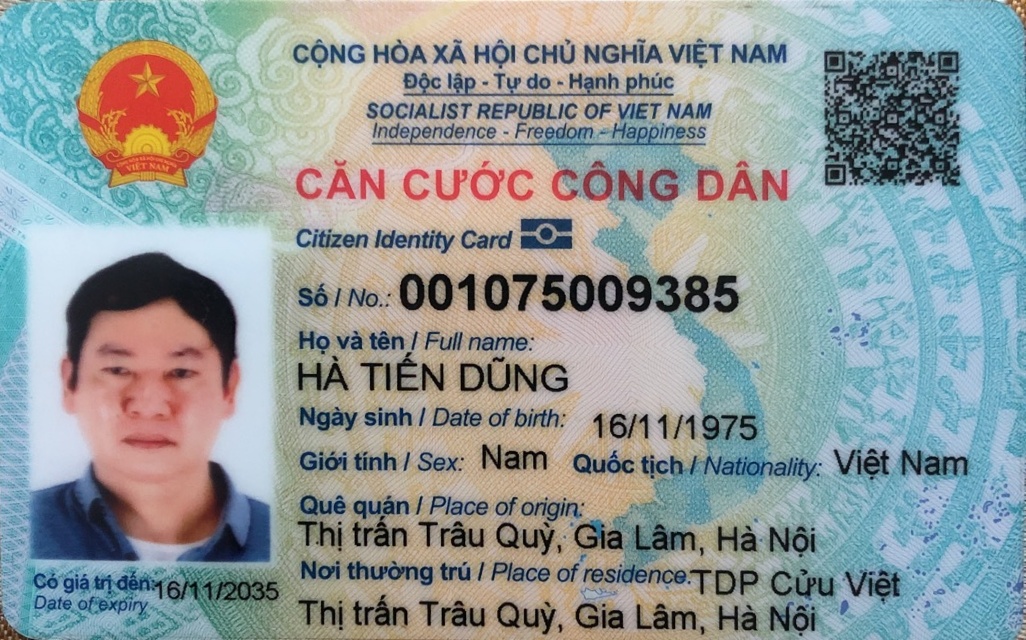 CỘNG HÒA XÃ HỘI CHỦ NGHĨA VIỆT NAM
Độc lập - Tự do - Hạnh phúc
SOCIALIST REPUBLIC OF VIET NAM
Independence - Freedom - Happiness
CĂN CƯỚC CÔNG DÂN
Citizen Identity Card
Số / No.: 001075009385
Họ và tên / Full name:
HÀ TIẾN DŨNG
Ngày sinh / Date of birth: 16/11/1975
Giới tính / Sex: Nam Quốc tịch / Nationality: Việt Nam
Quê quán / Place of origin:
Thị trấn Trâu Quỳ, Gia Lâm, Hà Nội
Nơi thường trú / Place of residence: TDP Cửu Việt
Thị trấn Trâu Quỳ, Gia Lâm, Hà Nội
Có giá trị đến: 16/11/2035
Date of expiry
VIỆT NAM